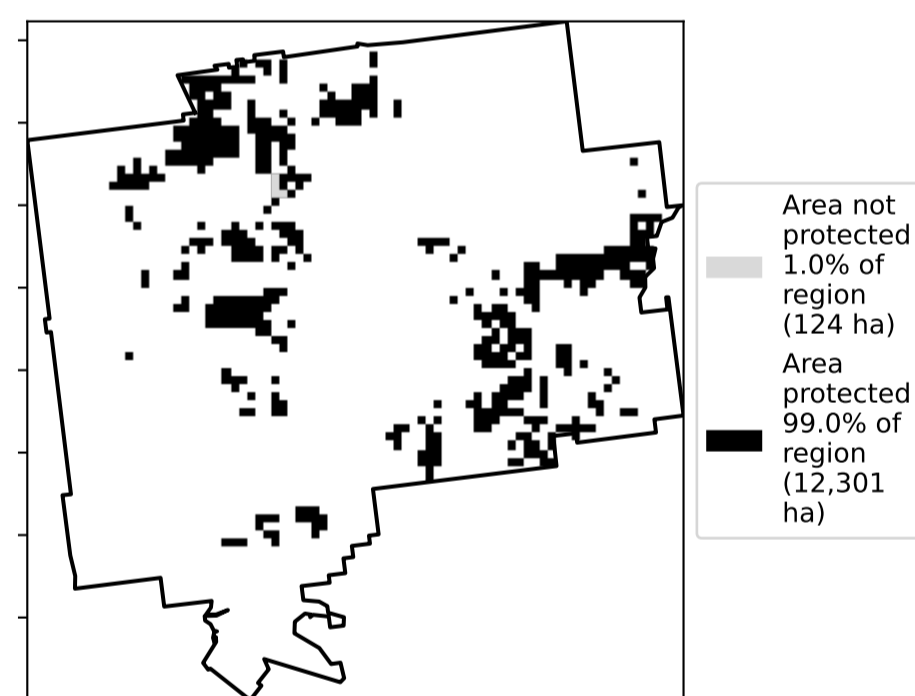 Area not
protected
1.0% of
region
(124 ha)
Area
protected
99.0% of
region
(12,301
ha)